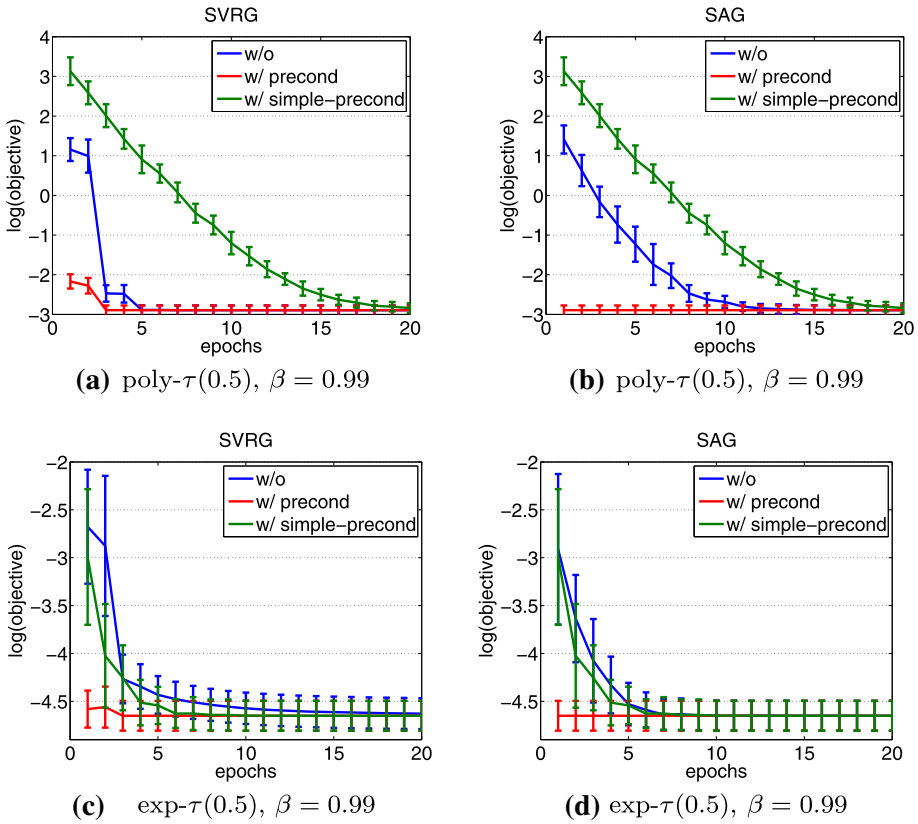 SVRG
4
3
2
1
0
−1
−2
−3
0
5
10
15
20
log(objective)
epochs
w/o
w/ precond
w/ simple−precond
(a) poly-τ(0.5), β = 0.99
SAG
4
3
2
1
0
−1
−2
−3
0
5
10
15
20
log(objective)
epochs
w/o
w/ precond
w/ simple−precond
(b) poly-τ(0.5), β = 0.99
SVRG
−2
−2.5
−3
−3.5
−4
−4.5
0
5
10
15
20
log(objective)
epochs
w/o
w/ precond
w/ simple−precond
(c) exp-τ(0.5), β = 0.99
SAG
−2
−2.5
−3
−3.5
−4
−4.5
0
5
10
15
20
log(objective)
epochs
w/o
w/ precond
w/ simple−precond
(d) exp-τ(0.5), β = 0.99